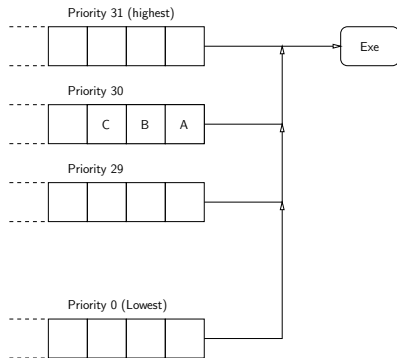 Priority 31 (highest)
Exe
Priority 30
C B A
Priority 29
Priority 0 (Lowest)